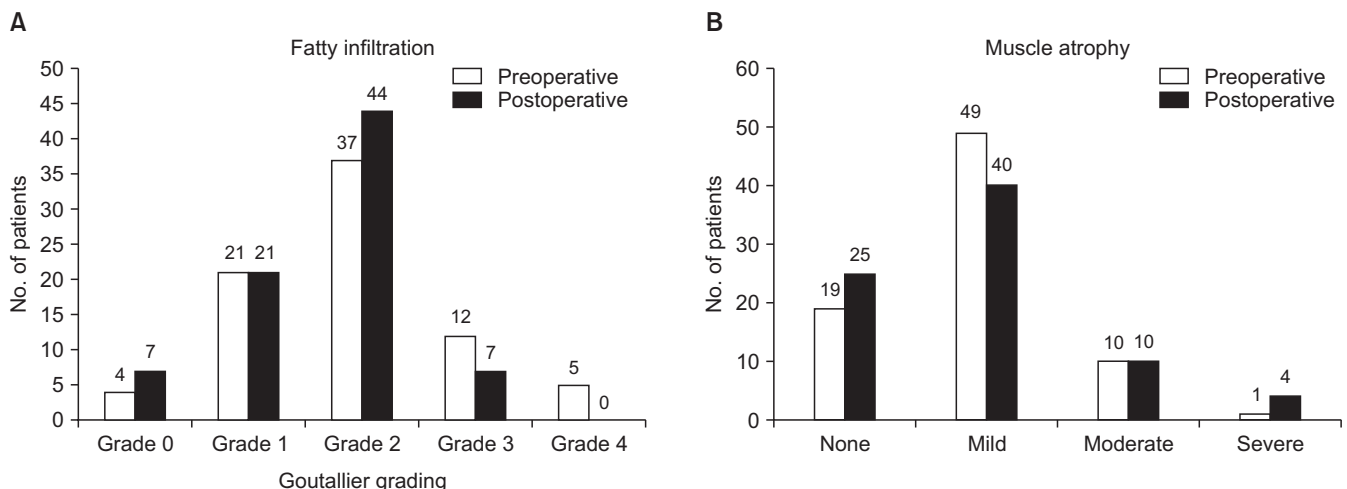 A
Fatty infiltration
Preoperative
Postoperative
No. of patients
50
45
40
35
30
25
20
15
10
5
0
4
7
21
21
37
44
12
7
5
0
Grade 0
Grade 1
Grade 2
Grade 3
Grade 4
Goutallier grading
B
Muscle atrophy
Preoperative
Postoperative
No. of patients
60
50
40
30
20
10
0
19
25
49
40
10
10
1
4
None
Mild
Moderate
Severe